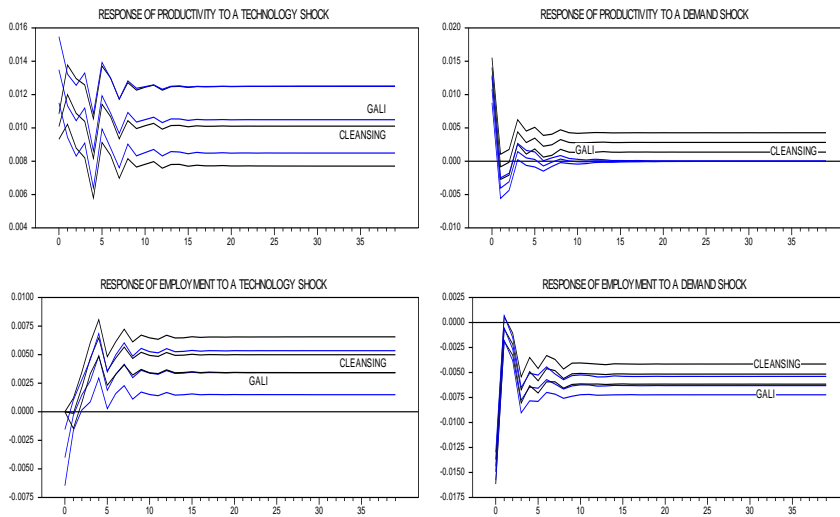 RESPONSE OF PRODUCTIVITY TO A TECHNOLOGY SHOCK
0.016
0.014
0.012
0.010
0.008
0.006
0.004
GALI
CLEANSING
0 5 10 15 20 25 30 35
RESPONSE OF PRODUCTIVITY TO A DEMAND SHOCK
0.020
0.015
0.010
0.005
0.000
-0.005
-0.010
GALI
CLEANSING
0 5 10 15 20 25 30 35
RESPONSE OF EMPLOYMENT TO A TECHNOLOGY SHOCK
0.0100
0.0075
0.0050
0.0025
0.0000
-0.0025
-0.0050
-0.0075
CLEANSING
GALI
0 5 10 15 20 25 30 35
RESPONSE OF EMPLOYMENT TO A DEMAND SHOCK
0.0025
0.0000
-0.0025
-0.0050
-0.0075
-0.0100
-0.0125
-0.0150
-0.0175
CLEANSING
GALI
0 5 10 15 20 25 30 35